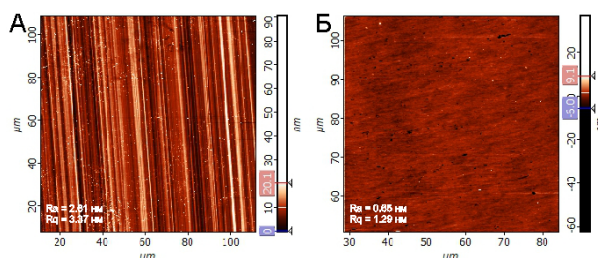 А
Б
100
80
60
40
20
μm
Ra = 2.61 нм
Rq = 3.37 нм
20 40 60 80 100
μm
0 10 20.1 30 40 50 60 70 80 90
nm
100
90
80
70
μm
Ra = 0.65 нм
Rq = 1.29 нм
30 40 50 60 70 80
μm
-60 -40 -20 -5.0 9.1 20